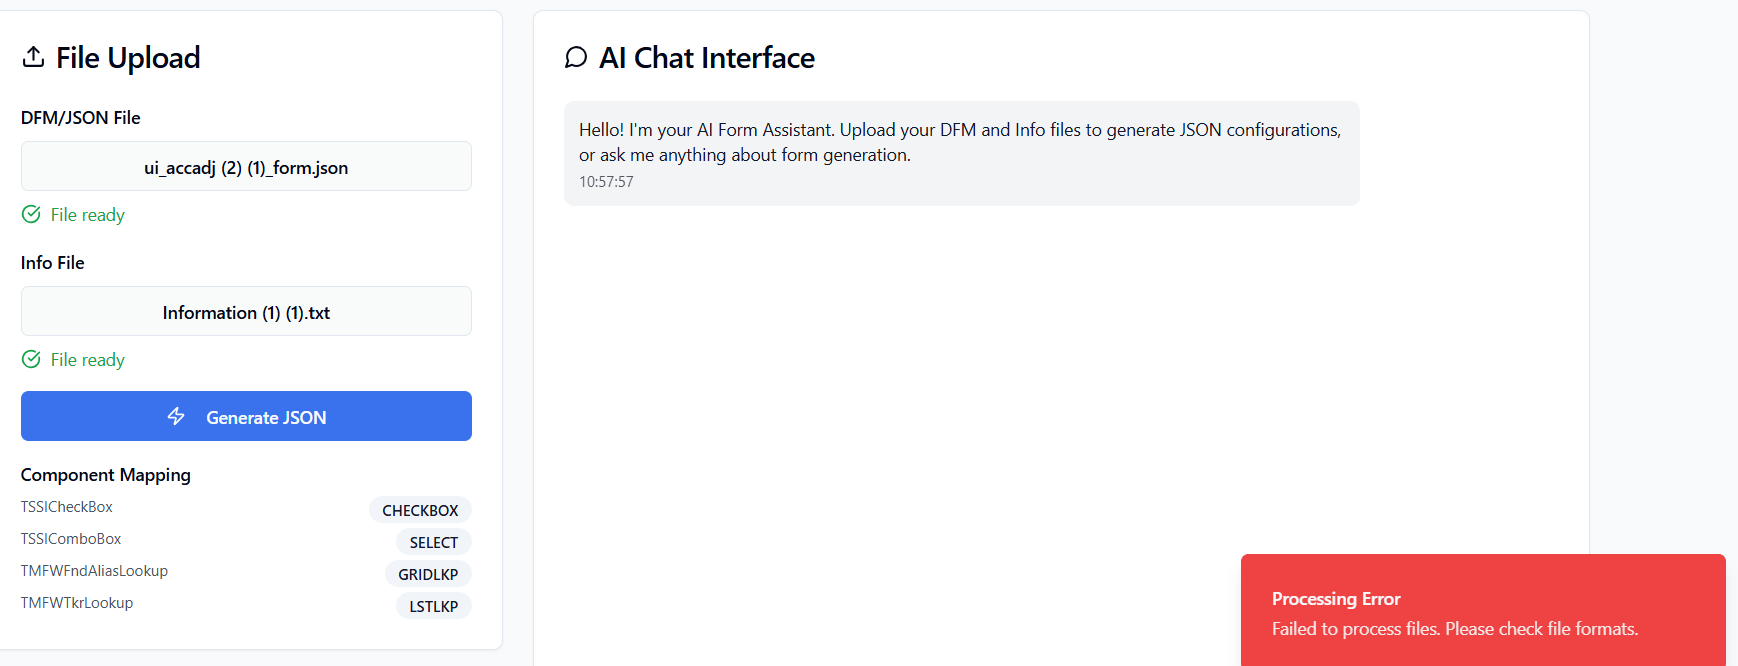 File Upload
DFM/JSON File
ui_accadj (2) (1)_form.json
File ready
Info File
Information (1) (1).txt
File ready
Generate JSON
Component Mapping
TSSICheckBox CHECKBOX
TSSIComboBox SELECT
TMFWFndAliasLookup GRIDLKP
TMFWTkrLookup LSTLKP
AI Chat Interface
Hello! I'm your AI Form Assistant. Upload your DFM and Info files to generate JSON configurations,
or ask me anything about form generation.
10:57:57
Processing Error
Failed to process files. Please check file formats.